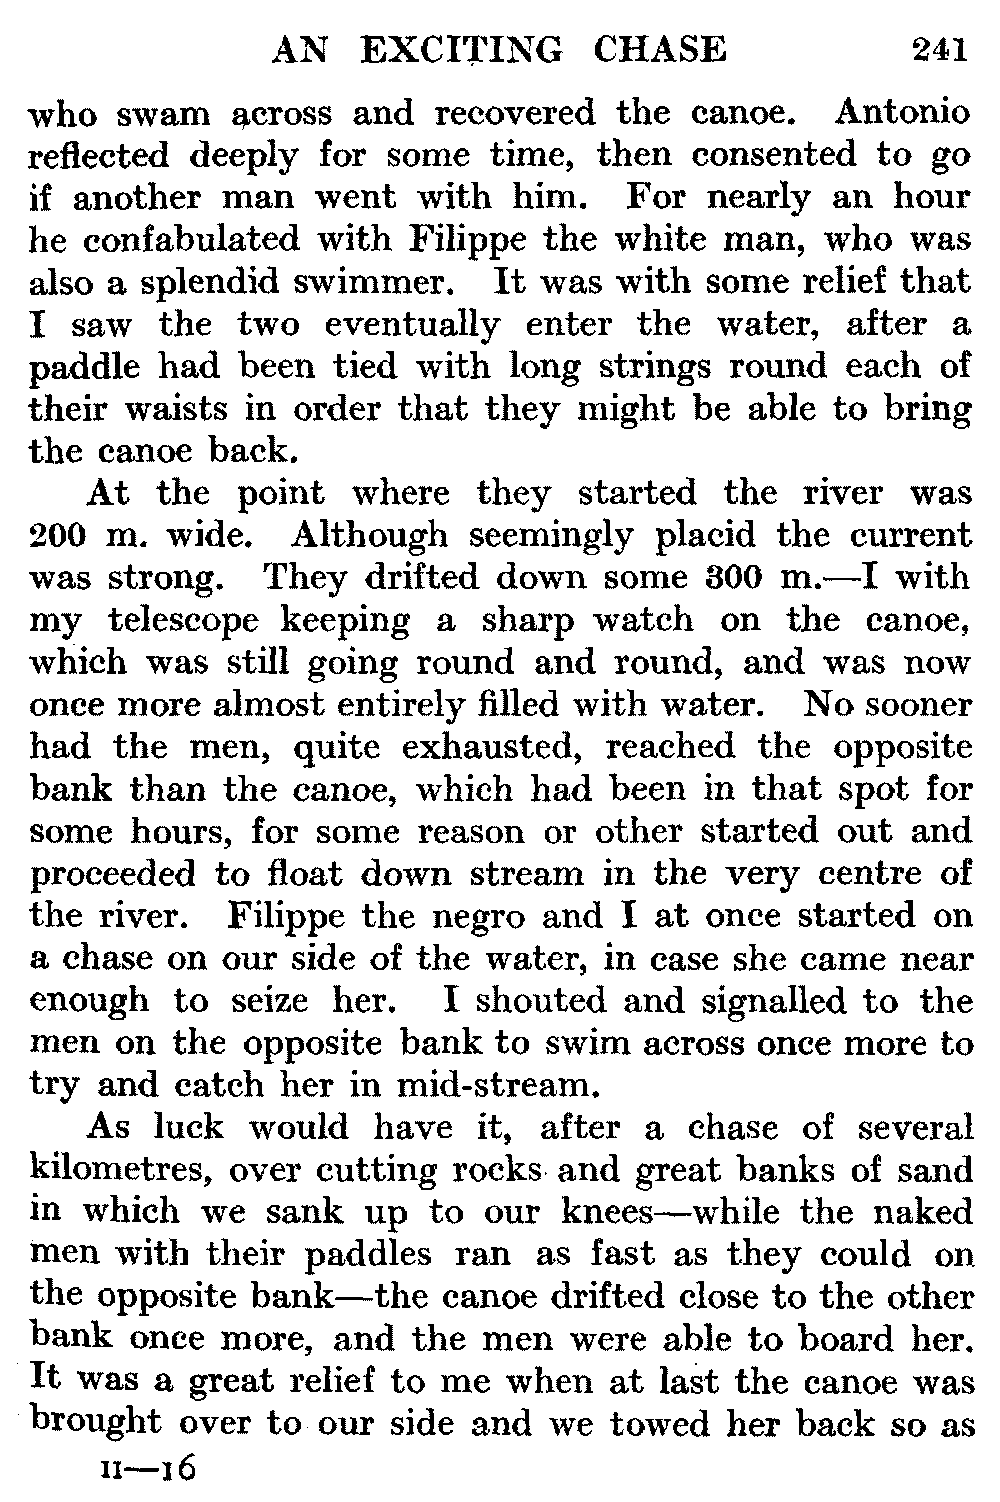 AN EXCITING CHASE 241
who swam across and recovered the canoe. Antonio
reflected deeply for some time, then consented to go
if another man went with him. For nearly an hour
he confabulated with Filippe the white man, who was
also a splendid swimmer. It was with some relief that
I saw the two eventually enter the water, after a
paddle had been tied with long strings round each of
their waists in order that they might be able to bring
the canoe back.
At the point where they started the river was
200 m. wide. Although seemingly placid the current
was strong. They drifted down some 300 m.—I with
my telescope keeping a sharp watch on the canoe,
which was still going round and round, and was now
once more almost entirely filled with water. No sooner
had the men, quite exhausted, reached the opposite
bank than the canoe, which had been in that spot for
some hours, for some reason or other started out and
proceeded to float down stream in the very centre of
the river. Filippe the negro and I at once started on
a chase on our side of the water, in case she came near
enough to seize her. I shouted and signalled to the
men on the opposite bank to swim across once more to
try and catch her in mid-stream.
As luck would have it, after a chase of several
kilometres, over cutting rocks and great banks of sand
in which we sank up to our knees—while the naked
men with their paddles ran as fast as they could on
the opposite bank—the canoe drifted close to the other
bank once more, and the men were able to board her.
It was a great relief to me when at last the canoe was
brought over to our side and we towed her back so as
II—16